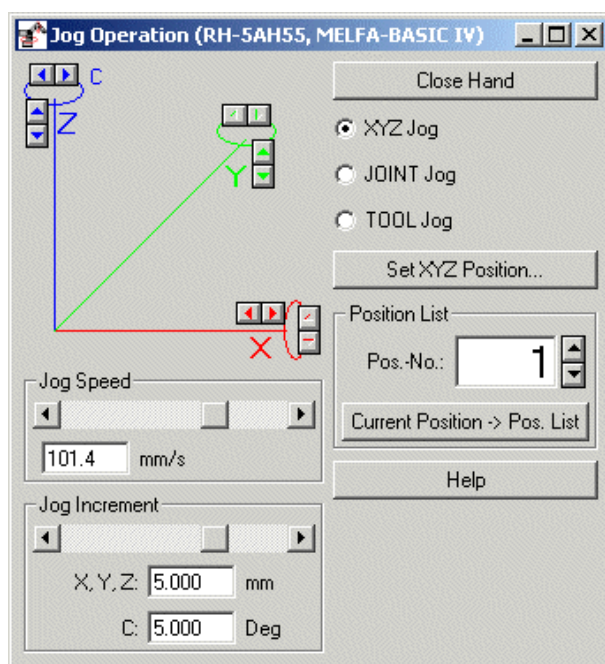 Jog Operation (RH-5AH55, MELFA-BASIC IV)
C
Z
Y
X
Close Hand
XYZ Jog
JOINT Jog
TOOL Jog
Set XYZ Position...
Position List
Pos.-No.: 1
Current Position -> Pos. List
Help
Jog Speed
101.4 mm/s
Jog Increment
X, Y, Z: 5.000 mm
C: 5.000 Deg